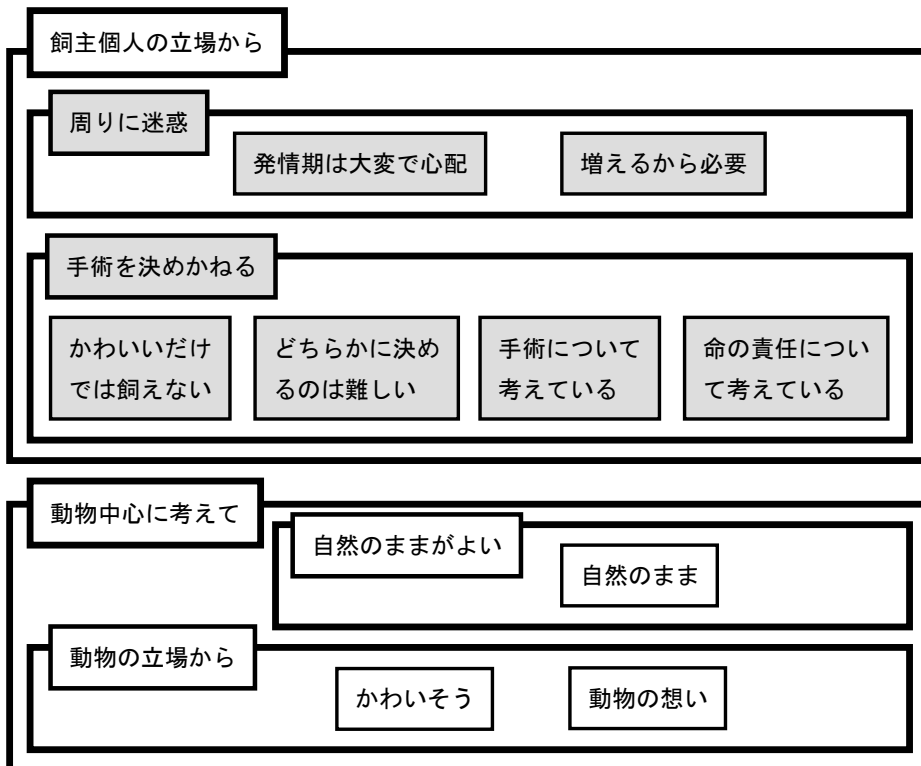 飼主個人の立場から
周りに迷惑
発情期は大変で心配
増えるから必要
手術を決めかねる
かわいいだけ
では飼えない
どちらかに決め
るのは難しい
手術について
考えている
命の責任につい
て考えている
動物中心に考えて
自然のままがよい
自然のまま
動物の立場から
かわいそう
動物の想い